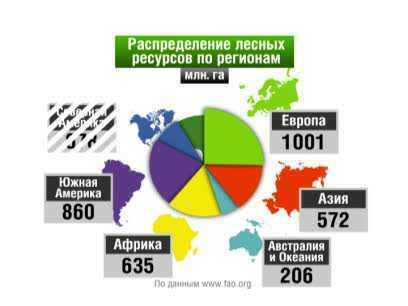 Распределение лесных
ресурсов по регионам
млн. га
Америка
Европа
1001
Южная
Америка
860
Азия
572
Африка
635
Австралия
и Океания
206
По данным www.fao.org